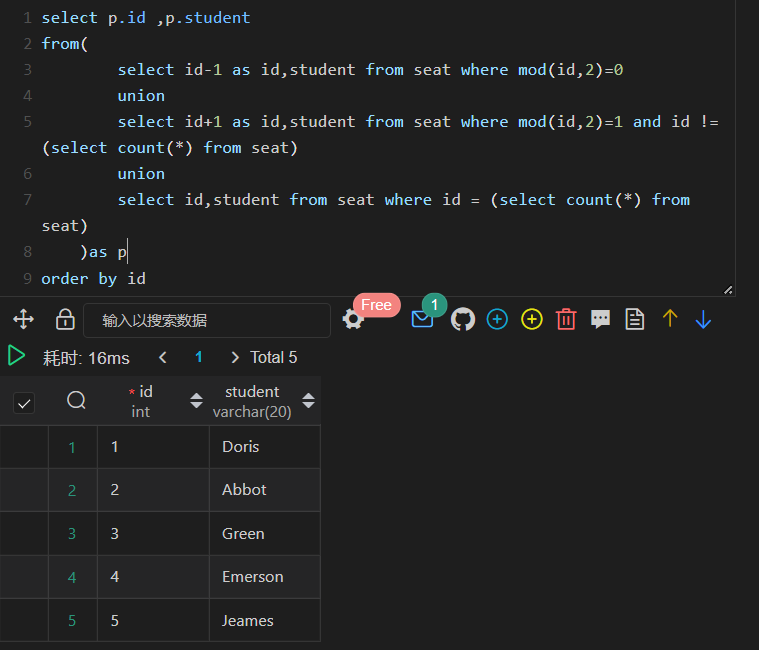 1 select p.id ,p.student
2 from(
3 select id-1 as id,student from seat where mod(id,2)=0
4 union
5 select id+1 as id,student from seat where mod(id,2)=1 and id !=
(select count(*) from seat)
6 union
7 select id,student from seat where id = (select count(*) from
seat)
8 )as p
9 order by id
输入以搜索数据 Free 1
耗时: 16ms 1 Total 5
* id student
int varchar(20)
1 1 Doris
2 2 Abbot
3 3 Green
4 4 Emerson
5 5 Jeames